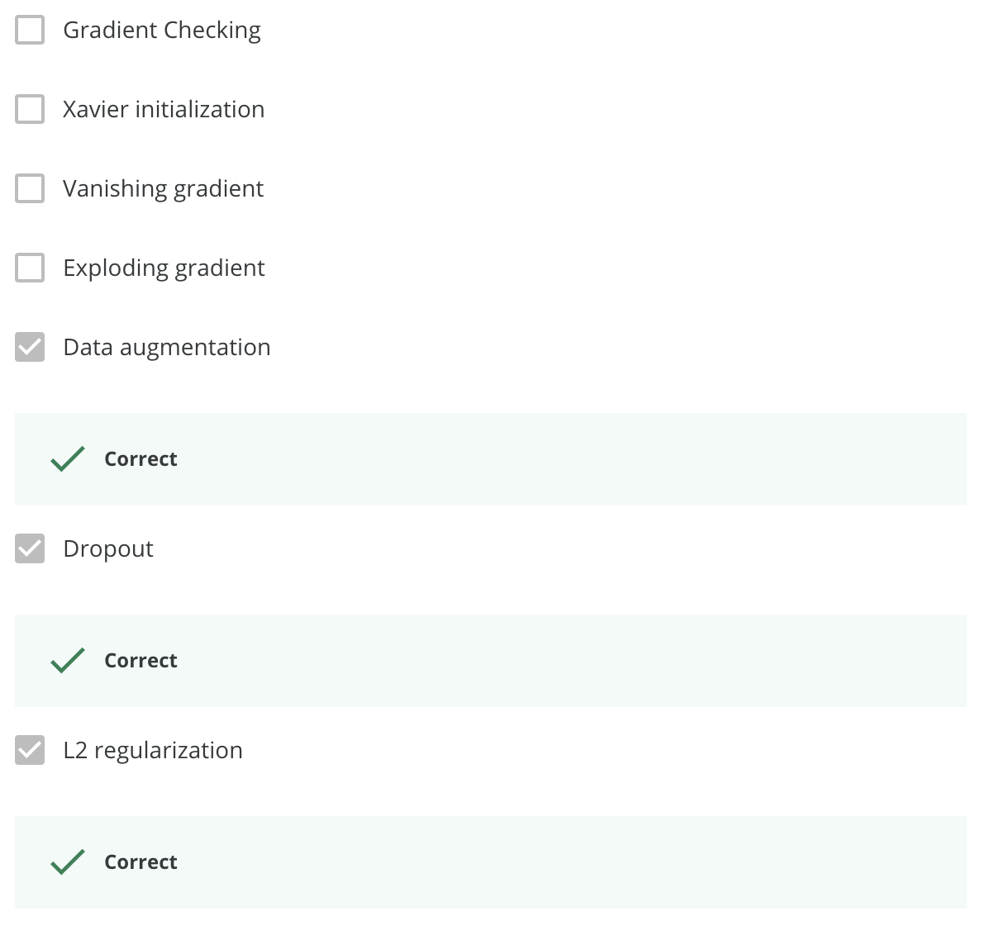 Gradient Checking
Xavier initialization
Vanishing gradient
Exploding gradient
Data augmentation
Correct
Dropout
Correct
L2 regularization
Correct